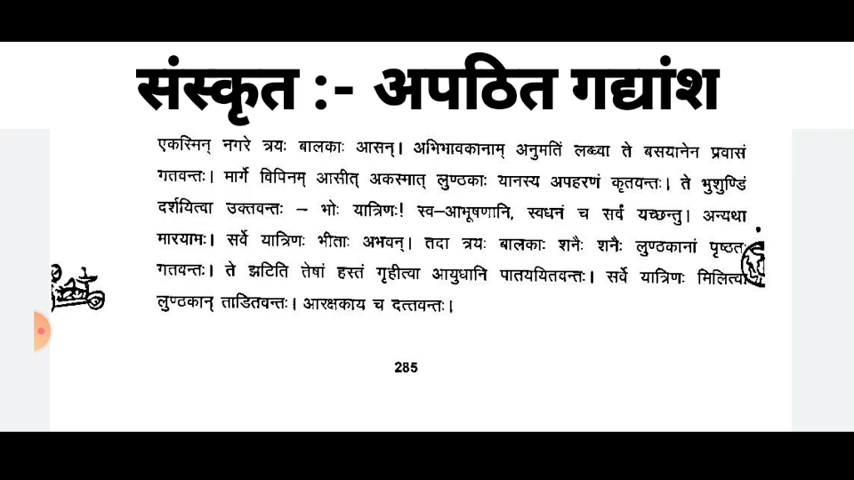 संस्कृत :- अपठित गद्यांश
एकस्मिन् नगरे त्रयः बालकाः आसन्। अभिभावकानाम् अनुमतिं लब्ध्वा ते बसयानेन प्रवासं
गतवन्तः। मार्गे विपिनम् आसीत् अकस्मात् लुण्ठकाः यानस्य अपहरणं कृतवन्तः। ते भुशुण्डिं
दर्शयित्वा उक्तवन्तः – भोः यात्रिणः! स्व–आभूषणानि, स्वधनं च सर्वं यच्छन्तु। अन्यथा
मारयामः। सर्वे यात्रिणः भीताः अभवन्। तदा त्रयः बालकाः शनैः शनैः लुण्ठकानां पृष्ठत
गतवन्तः। ते झटिति तेषां हस्तं गृहीत्वा आयुधानि पातययितवन्तः। सर्वे यात्रिणः मिलित्वा
लुण्ठकान् ताडितवन्तः। आरक्षकाय च दत्तवन्तः।
285